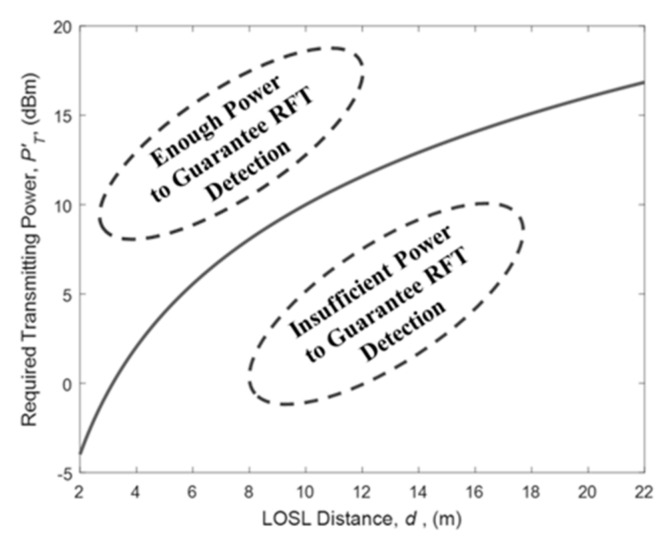 20
15
10
5
0
-5
Required Transmitting Power, P'T, (dBm)
Enough Power
to Guarantee RFT
Detection
Insufficient Power
to Guarantee RFT
Detection
2 4 6 8 10 12 14 16 18 20 22
LOSL Distance, d , (m)